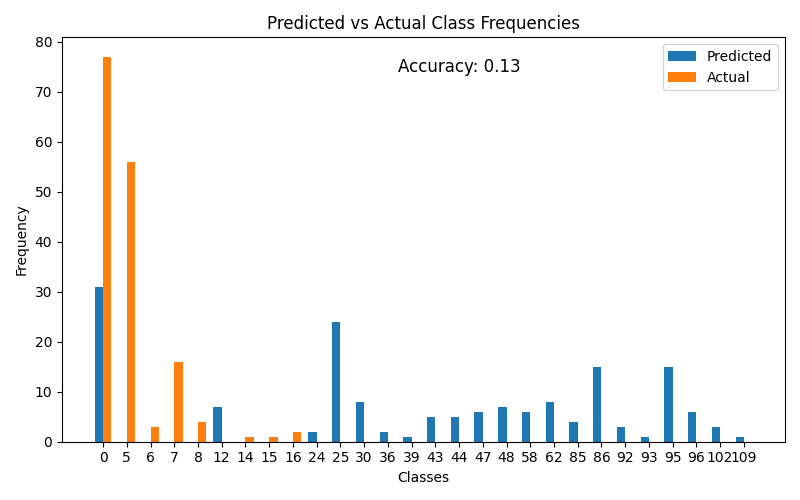 Predicted vs Actual Class Frequencies
80
70
60
50
40
30
20
10
0
Frequency
Accuracy: 0.13
Predicted
Actual
0 5 6 7 8 12 14 15 16 24 25 30 36 39 43 44 47 48 58 62 85 86 92 93 95 96 102 109
Classes